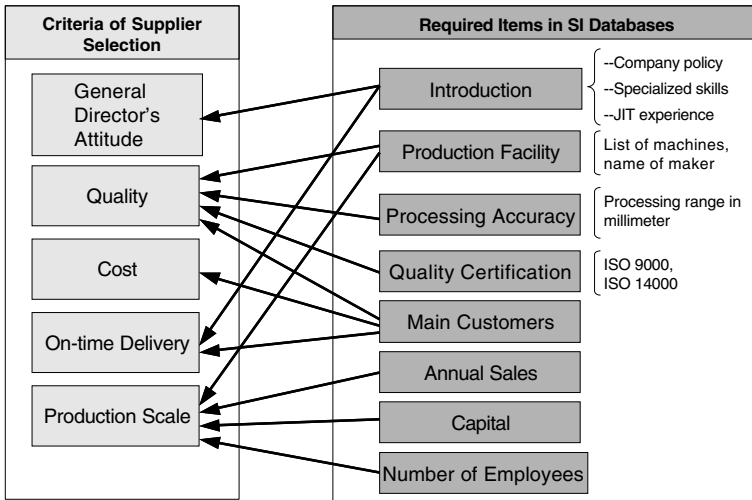 Criteria of Supplier
Selection
General
Director's
Attitude
Quality
Cost
On-time Delivery
Production Scale
Required Items in SI Databases
Introduction
--Company policy
--Specialized skills
--JIT experience
Production Facility
List of machines,
name of maker
Processing Accuracy
Processing range in
millimeter
Quality Certification
ISO 9000,
ISO 14000
Main Customers
Annual Sales
Capital
Number of Employees